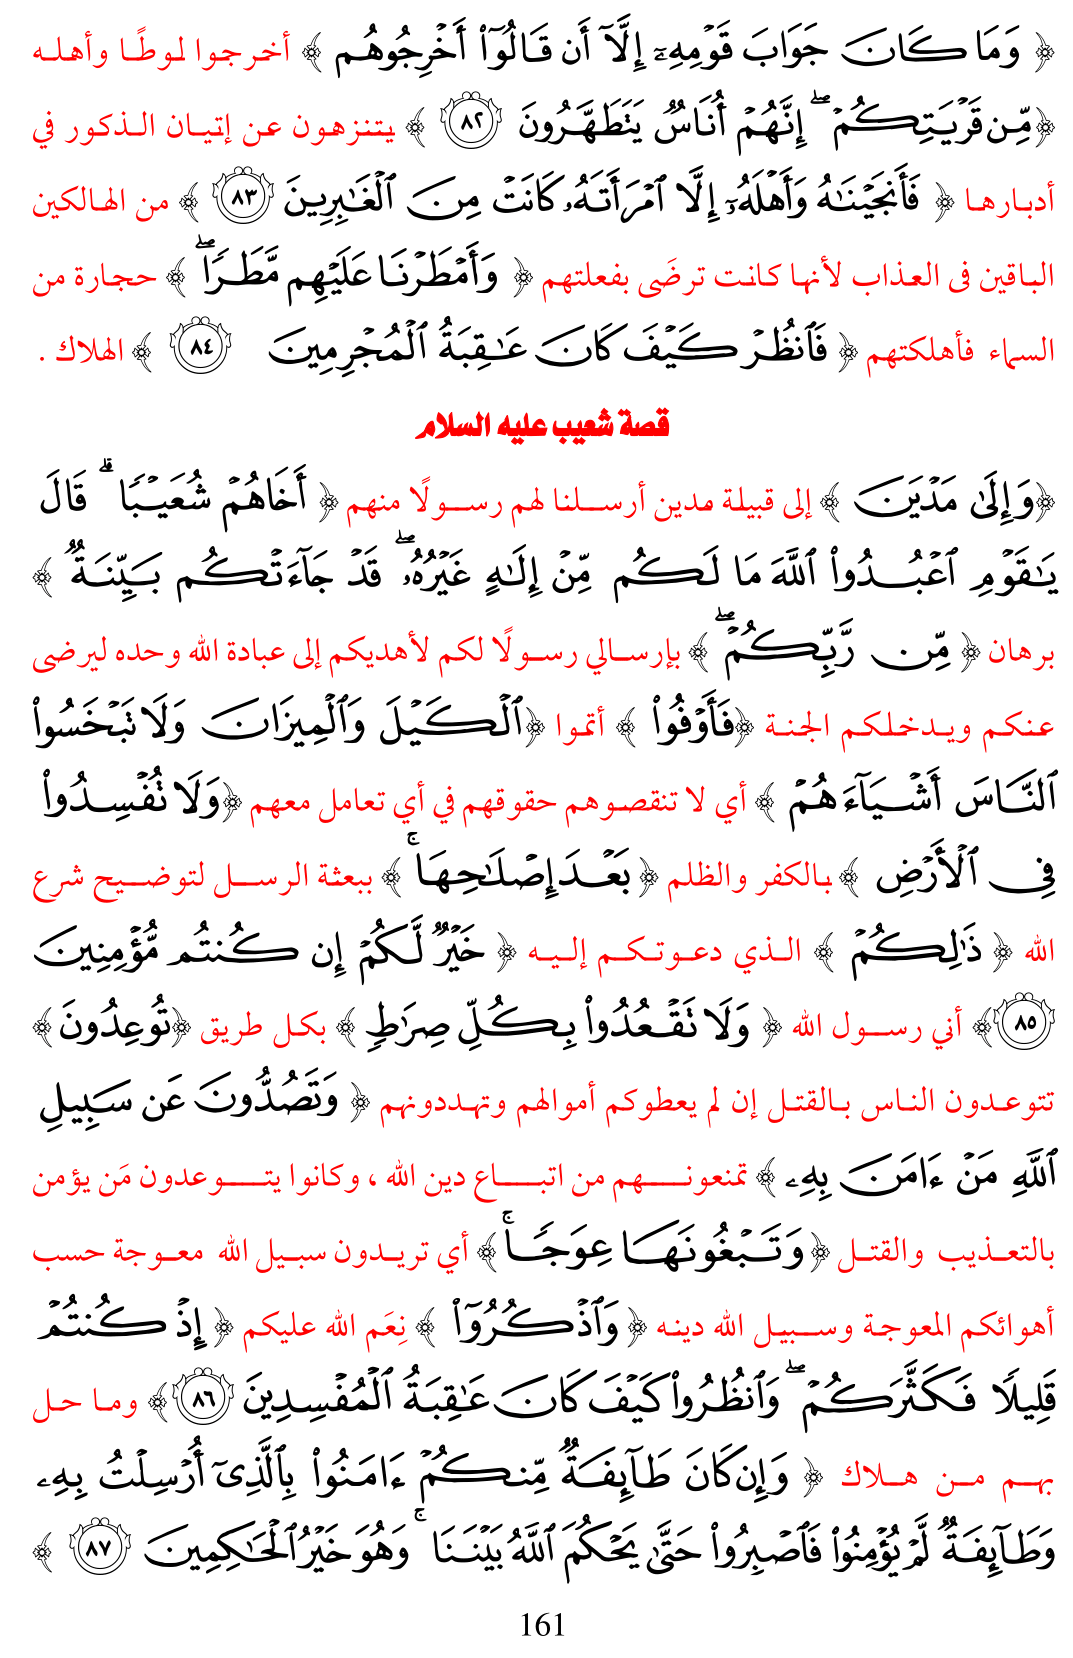 ﴿ وَمَا كَانَ جَوَابَ قَوْمِهِۦٓ إِلَّآ أَن قَالُوٓا۟ أَخْرِجُوهُم ﴾ أخرجوا لوطًا وأهله
﴿مِّن قَرْيَتِكُمْ ۖ إِنَّهُمْ أُنَاسٌ يَتَطَهَّرُونَ ٨٢ ﴾ يتنزهون عن إتيان الذكور في
أدبارها ﴿ فَأَنجَيْنَٰهُ وَأَهْلَهُۥٓ إِلَّا ٱمْرَأَتَهُۥ كَانَتْ مِنَ ٱلْغَٰبِرِينَ ٨٣ ﴾ من الهالكين
الباقين فى العذاب لأنها كانت ترضَى بفعلتهم ﴿ وَأَمْطَرْنَا عَلَيْهِم مَّطَرًا ۖ ﴾ حجارة من
السماء فأهلكتهم ﴿ فَٱنظُرْ كَيْفَ كَانَ عَٰقِبَةُ ٱلْمُجْرِمِينَ ٨٤ ﴾ الهلاك .
قصة شعيب عليه السلام
﴿وَإِلَىٰ مَدْيَنَ ﴾ إلى قبيلة مدين أرسلنا لهم رسولًا منهم ﴿ أَخَاهُمْ شُعَيْبًا ۗ قَالَ
يَٰقَوْمِ ٱعْبُدُوا۟ ٱللَّهَ مَا لَكُم مِّنْ إِلَٰهٍ غَيْرُهُۥ ۖ قَدْ جَآءَتْكُم بَيِّنَةٌ ﴾
برهان ﴿ مِّن رَّبِّكُمْ ۖ ﴾ بإرسالي رسولًا لكم لأهديكم إلى عبادة الله وحده ليرضى
عنكم ويدخلكم الجنة ﴿فَأَوْفُوا۟ ﴾ أتموا ﴿ٱلْكَيْلَ وَٱلْمِيزَانَ وَلَا تَبْخَسُوا۟
ٱلنَّاسَ أَشْيَآءَهُمْ ﴾ أي لا تنقصوهم حقوقهم في أي تعامل معهم ﴿وَلَا تُفْسِدُوا۟
فِى ٱلْأَرْضِ ﴾ بالكفر والظلم ﴿ بَعْدَ إِصْلَٰحِهَا ۚ ﴾ ببعثة الرسل لتوضيح شرع
الله ﴿ ذَٰلِكُمْ ﴾ الذي دعوتكم إليه ﴿ خَيْرٌ لَّكُمْ إِن كُنتُم مُّؤْمِنِينَ
٨٥ ﴾ أني رسول الله ﴿ وَلَا تَقْعُدُوا۟ بِكُلِّ صِرَٰطٍ ﴾ بكل طريق ﴿تُوعِدُونَ﴾
تتوعدون الناس بالقتل إن لم يعطوكم أموالهم وتهددونهم ﴿ وَتَصُدُّونَ عَن سَبِيلِ
ٱللَّهِ مَنْ ءَامَنَ بِهِۦ ﴾ تمنعونهم من اتباع دين الله ، وكانوا يتوعدون مَن يؤمن
بالتعذيب والقتل ﴿وَتَبْغُونَهَا عِوَجًا ۚ ﴾ أي تريدون سبيل الله معوجة حسب
أهوائكم المعوجة وسبيل الله دينه ﴿ وَٱذْكُرُوٓا۟ ﴾ نِعَم الله عليكم ﴿ إِذْ كُنتُمْ
قَلِيلًا فَكَثَّرَكُمْ ۖ وَٱنظُرُوا۟ كَيْفَ كَانَ عَٰقِبَةُ ٱلْمُفْسِدِينَ ٨٦ ﴾ وما حل
بهم من هلاك ﴿ وَإِن كَانَ طَآئِفَةٌ مِّنكُمْ ءَامَنُوا۟ بِٱلَّذِىٓ أُرْسِلْتُ بِهِۦ
وَطَآئِفَةٌ لَّمْ يُؤْمِنُوا۟ فَٱصْبِرُوا۟ حَتَّىٰ يَحْكُمَ ٱللَّهُ بَيْنَنَا ۚ وَهُوَ خَيْرُ ٱلْحَٰكِمِينَ ٨٧ ﴾
161